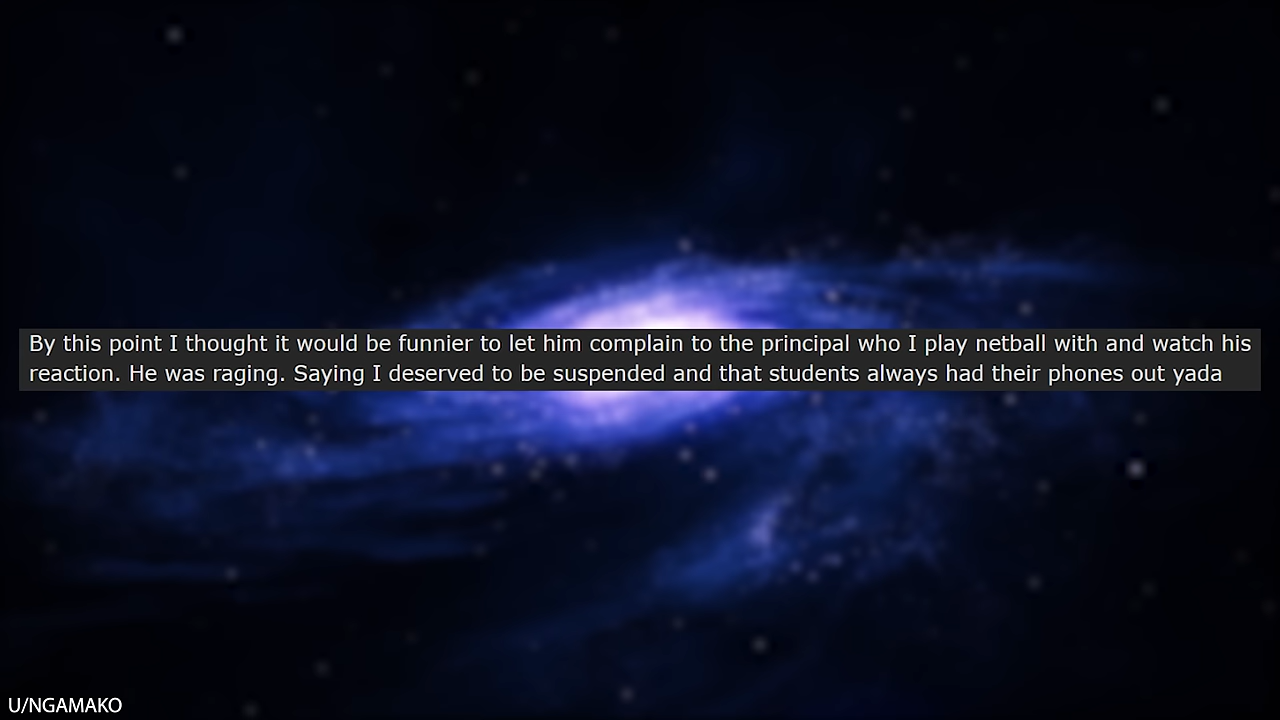 By this point I thought it would be funnier to let him complain to the principal who I play netball with and watch his
reaction. He was raging. Saying I deserved to be suspended and that students always had their phones out yada
U/NGAMAKO